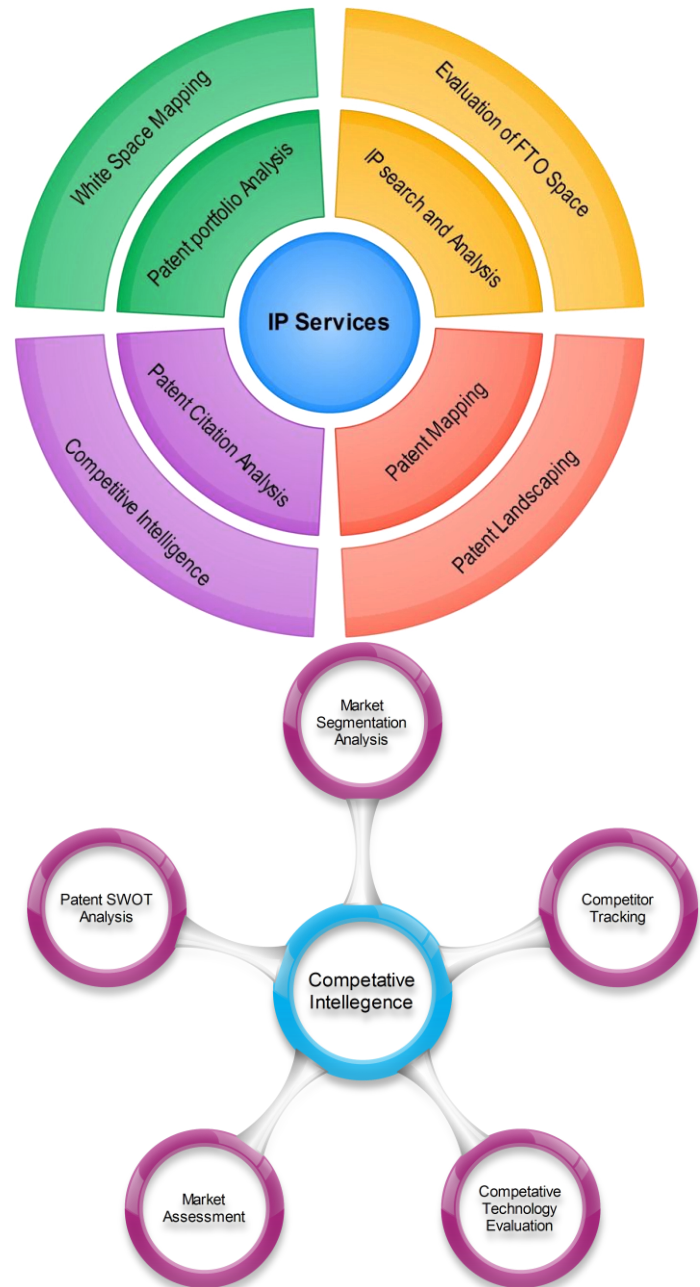 White Space Mapping
Evaluation of FTO Space
Patent portfolio Analysis
IP search and Analysis
IP Services
Patent Citation Analysis
Patent Mapping
Competitive Intelligence
Patent Landscaping
Market
Segmentation
Analysis
Patent SWOT
Analysis
Competitor
Tracking
Competative
Intellegence
Market
Assessment
Competative
Technology
Evaluation